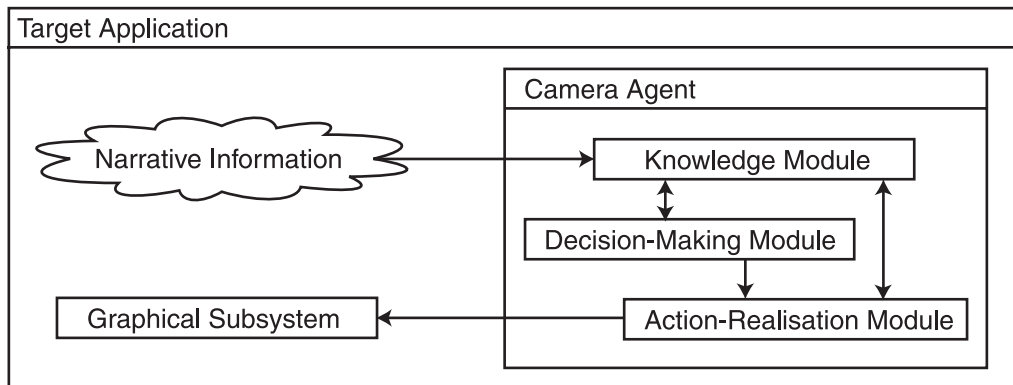 Target Application
Camera Agent
Narrative Information
Knowledge Module
Decision-Making Module
Graphical Subsystem
Action-Realisation Module